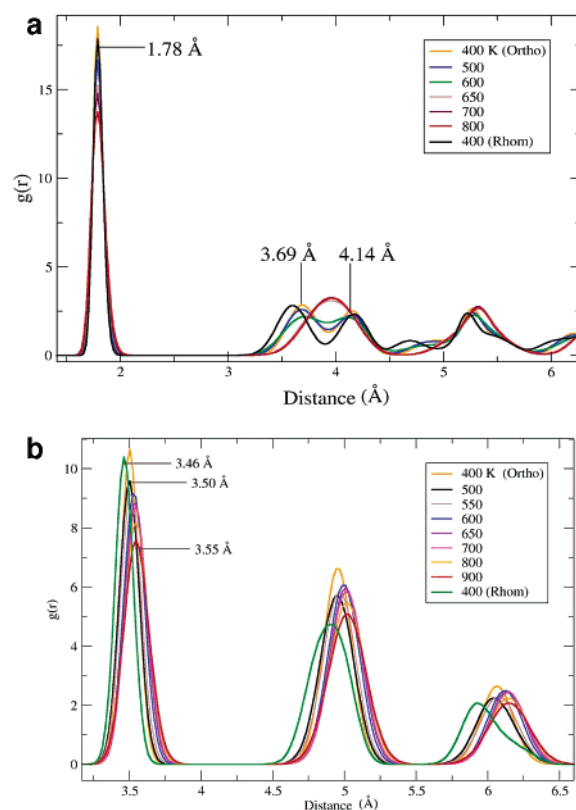 a
1.78 Å
400 K (Ortho)
500
600
650
700
800
400 (Rhom)
15
10
5
0
g(r)
3.69 Å
4.14 Å
2
3
4
5
6
Distance (Å)
b
3.46 Å
3.50 Å
3.55 Å
400 K (Ortho)
500
550
600
650
700
800
900
400 (Rhom)
10
8
6
4
2
0
g(r)
3.5
4
4.5
5
5.5
6
6.5
Distance (Å)